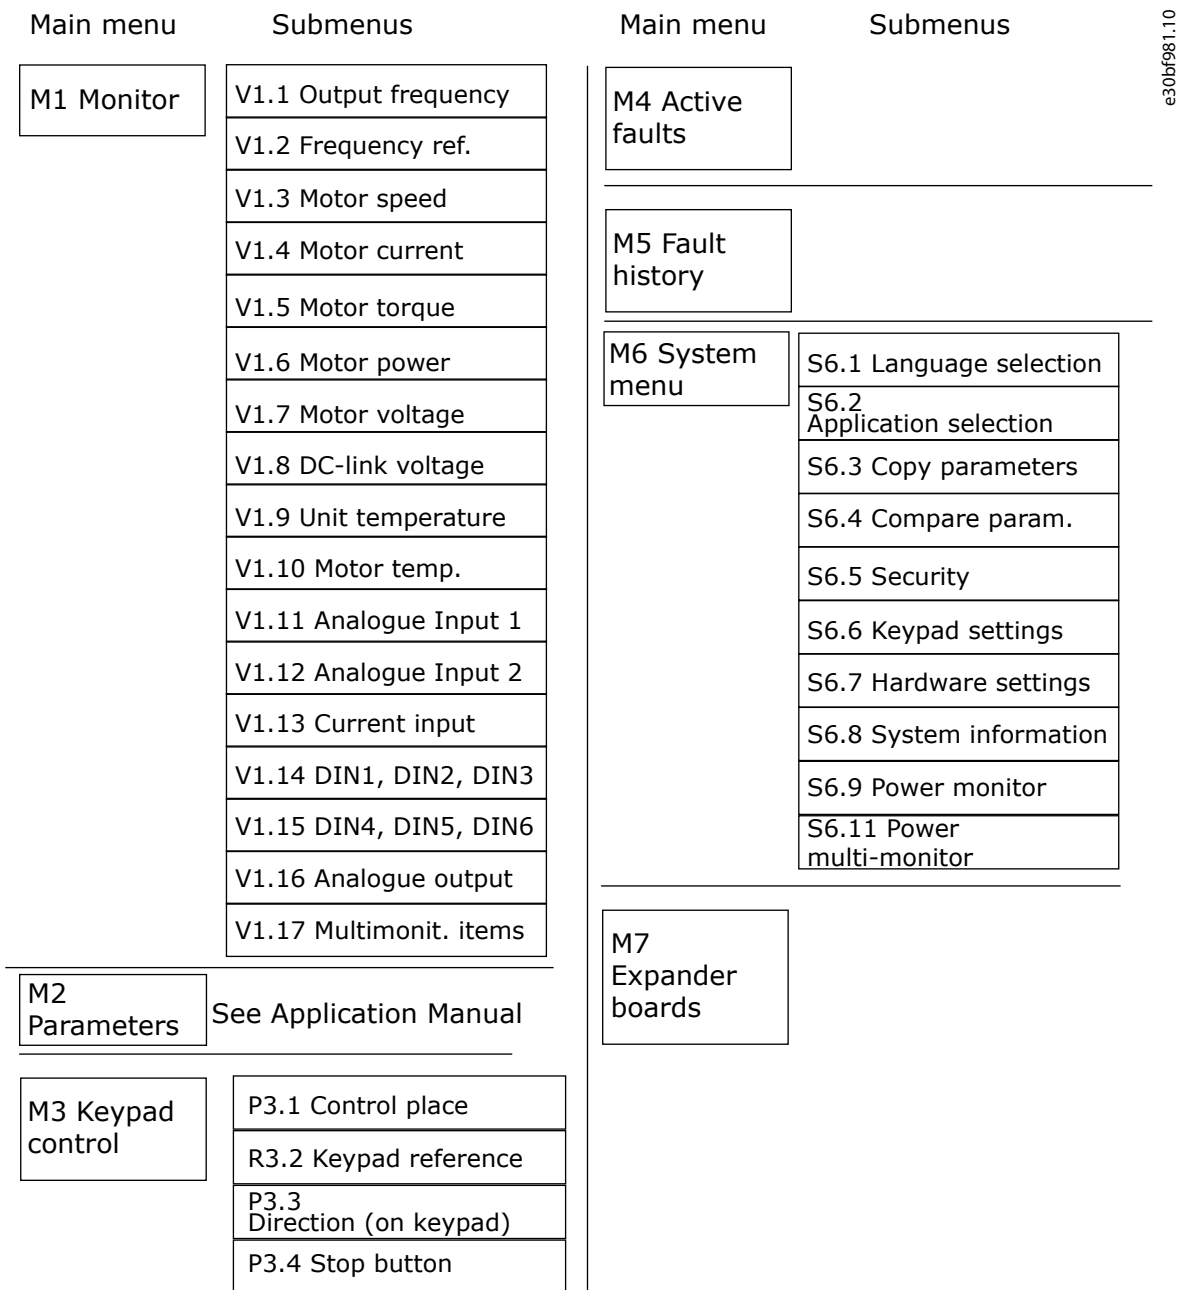 Main menu
Submenus
M1 Monitor
V1.1 Output frequency
V1.2 Frequency ref.
V1.3 Motor speed
V1.4 Motor current
V1.5 Motor torque
V1.6 Motor power
V1.7 Motor voltage
V1.8 DC-link voltage
V1.9 Unit temperature
V1.10 Motor temp.
V1.11 Analogue Input 1
V1.12 Analogue Input 2
V1.13 Current input
V1.14 DIN1, DIN2, DIN3
V1.15 DIN4, DIN5, DIN6
V1.16 Analogue output
V1.17 Multimonit. items
M2
Parameters
See Application Manual
M3 Keypad
control
P3.1 Control place
R3.2 Keypad reference
P3.3
Direction (on keypad)
P3.4 Stop button
Main menu
Submenus
M4 Active
faults
M5 Fault
history
M6 System
menu
S6.1 Language selection
S6.2
Application selection
S6.3 Copy parameters
S6.4 Compare param.
S6.5 Security
S6.6 Keypad settings
S6.7 Hardware settings
S6.8 System information
S6.9 Power monitor
S6.11 Power
multi-monitor
M7
Expander
boards
e30bf981.10